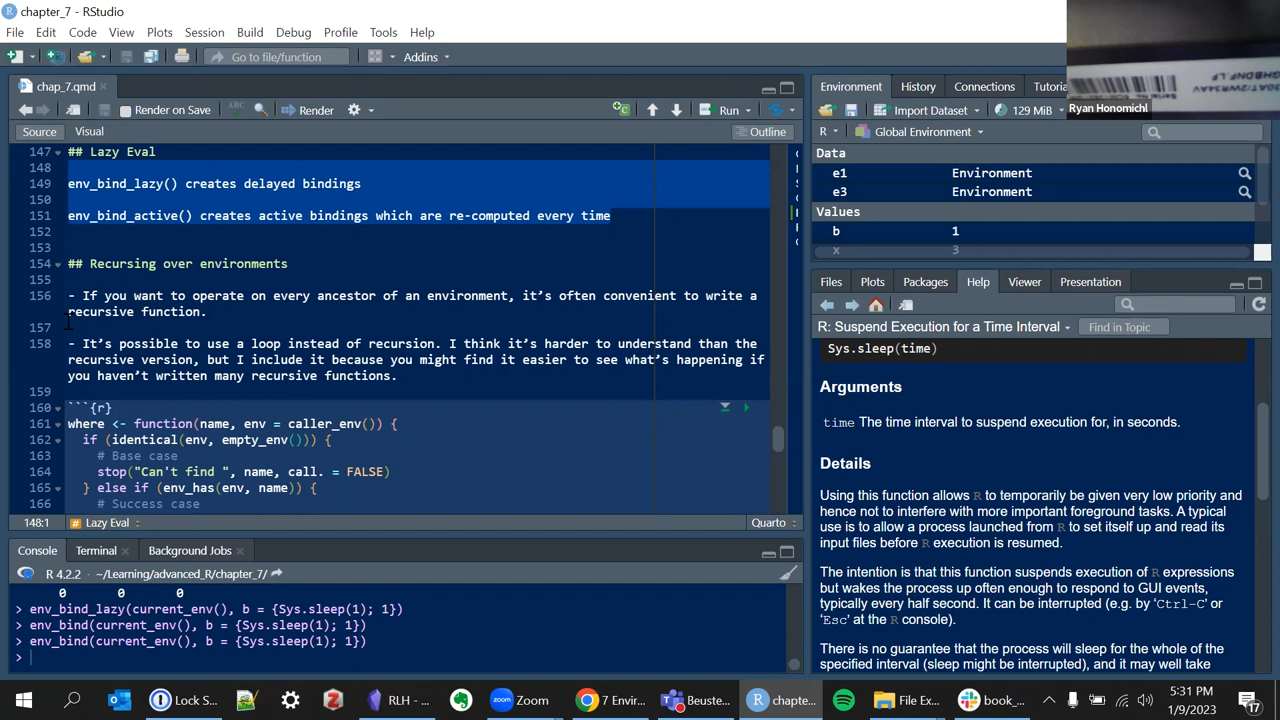 chapter_7 - RStudio
File Edit Code View Plots Session Build Debug Profile Tools Help
Go to file/function Addins
chap_7.qmd
Render on Save ABC Render Run
Source Visual Outline
147 ## Lazy Eval
148
149 env_bind_lazy() creates delayed bindings
150
151 env_bind_active() creates active bindings which are re-computed every time
152
153
154 ## Recursing over environments
155
156 - If you want to operate on every ancestor of an environment, it’s often convenient to write a
recursive function.
157
158 - It’s possible to use a loop instead of recursion. I think it’s harder to understand than the
recursive version, but I include it because you might find it easier to see what’s happening if
you haven’t written many recursive functions.
159
160 ```{r}
161 where <- function(name, env = caller_env()) {
162 if (identical(env, empty_env())) {
163 # Base case
164 stop("Can't find ", name, call. = FALSE)
165 } else if (env_has(env, name)) {
166 # Success case
148:1 # Lazy Eval Quarto
Console Terminal Background Jobs
R 4.2.2 · ~/Learning/advanced_R/chapter_7/
0 0 0
> env_bind_lazy(current_env(), b = {Sys.sleep(1); 1})
> env_bind(current_env(), b = {Sys.sleep(1); 1})
> env_bind(current_env(), b = {Sys.sleep(1); 1})
>
Ryan Honomichl
Environment History Connections Tutoria
Import Dataset 129 MiB
R Global Environment
Data
e1 Environment
e3 Environment
Values
b 1
x 3
Files Plots Packages Help Viewer Presentation
R: Suspend Execution for a Time Interval Find in Topic
Sys.sleep(time)
Arguments
time The time interval to suspend execution for, in seconds.
Details
Using this function allows R to temporarily be given very low priority and
hence not to interfere with more important foreground tasks. A typical
use is to allow a process launched from R to set itself up and read its
input files before R execution is resumed.
The intention is that this function suspends execution of R expressions
but wakes the process up often enough to respond to GUI events,
typically every half second. It can be interrupted (e.g. by ‘Ctrl-C’ or
‘Esc’ at the R console).
There is no guarantee that the process will sleep for the whole of the
specified interval (sleep might be interrupted), and it may well take
Lock S... RLH - ... Zoom 7 Envir... Beuste... chapte... File Ex... book_...
5:31 PM
1/9/2023
17